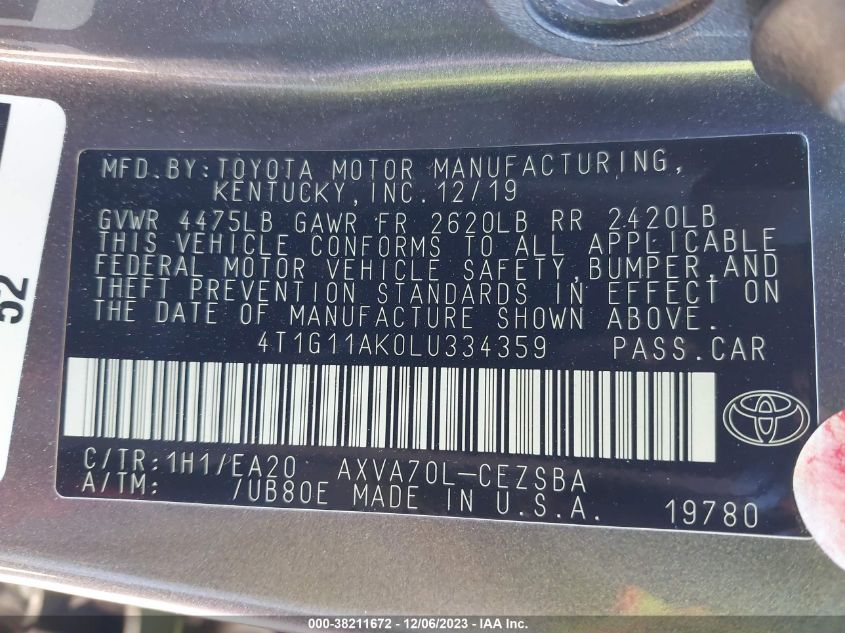 52
MFD.BY:TOYOTA MOTOR MANUFACTURING,
KENTUCKY,INC.12/19
GVWR 4475LB GAWR FR 2620LB RR 2420LB
THIS VEHICLE CONFORMS TO ALL APPLICABLE
FEDERAL MOTOR VEHICLE SAFETY,BUMPER,AND
THEFT PREVENTION STANDARDS IN EFFECT ON
THE DATE OF MANUFACTURE SHOWN ABOVE.
4T1G11AK0LU334359 PASS.CAR
C/TR:1H1/EA20 AXVA70L-CEZSBA
A/TM: /UB80E MADE IN U.S.A. 19780
000-38211672 - 12/06/2023 - IAA Inc.